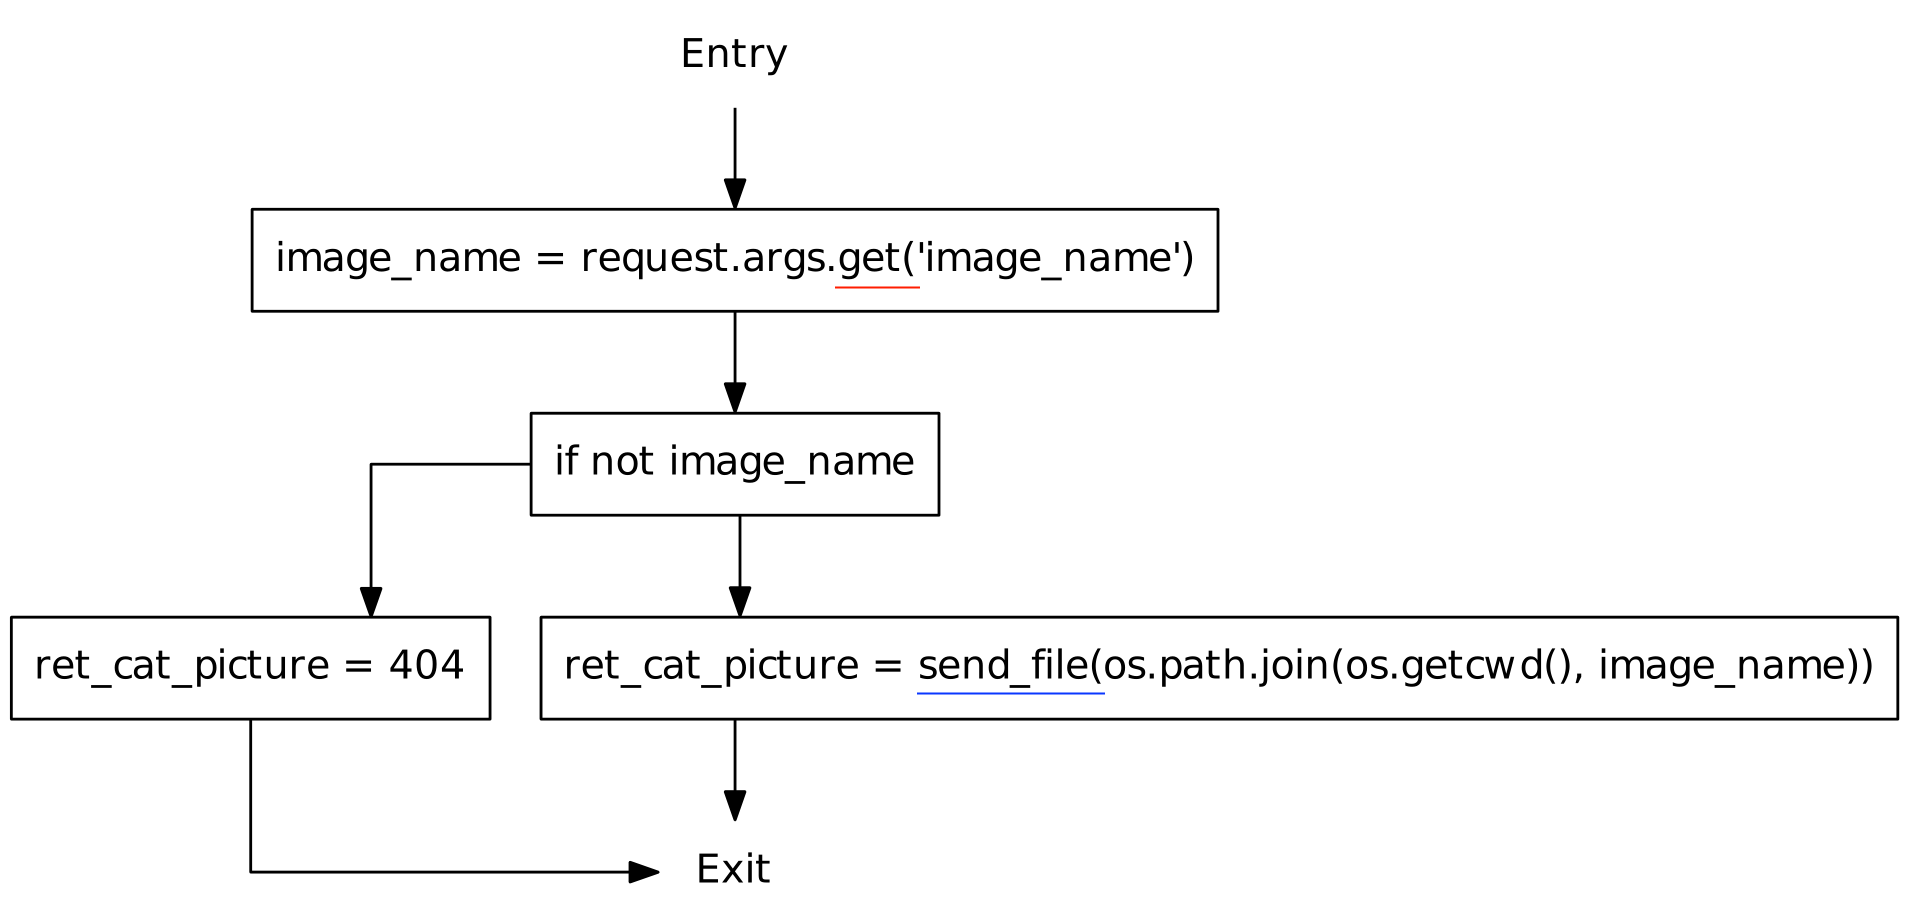 Entry
image_name = request.args.get('image_name')
if not image_name
ret_cat_picture = 404
ret_cat_picture = send_file(os.path.join(os.getcwd(), image_name))
Exit